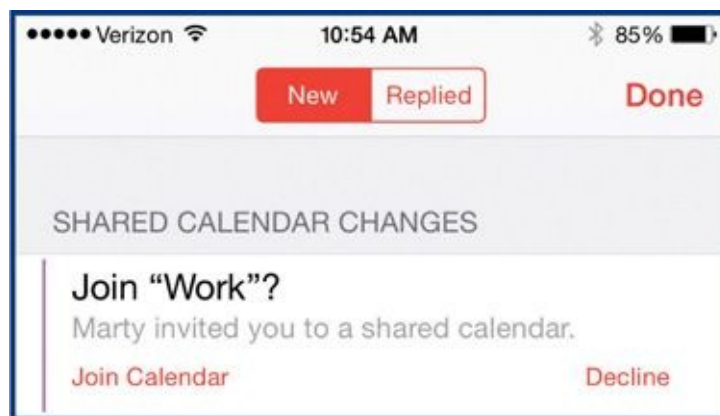 Verizon 10:54 AM 85%
New Replied Done
SHARED CALENDAR CHANGES
Join “Work”?
Marty invited you to a shared calendar.
Join Calendar Decline